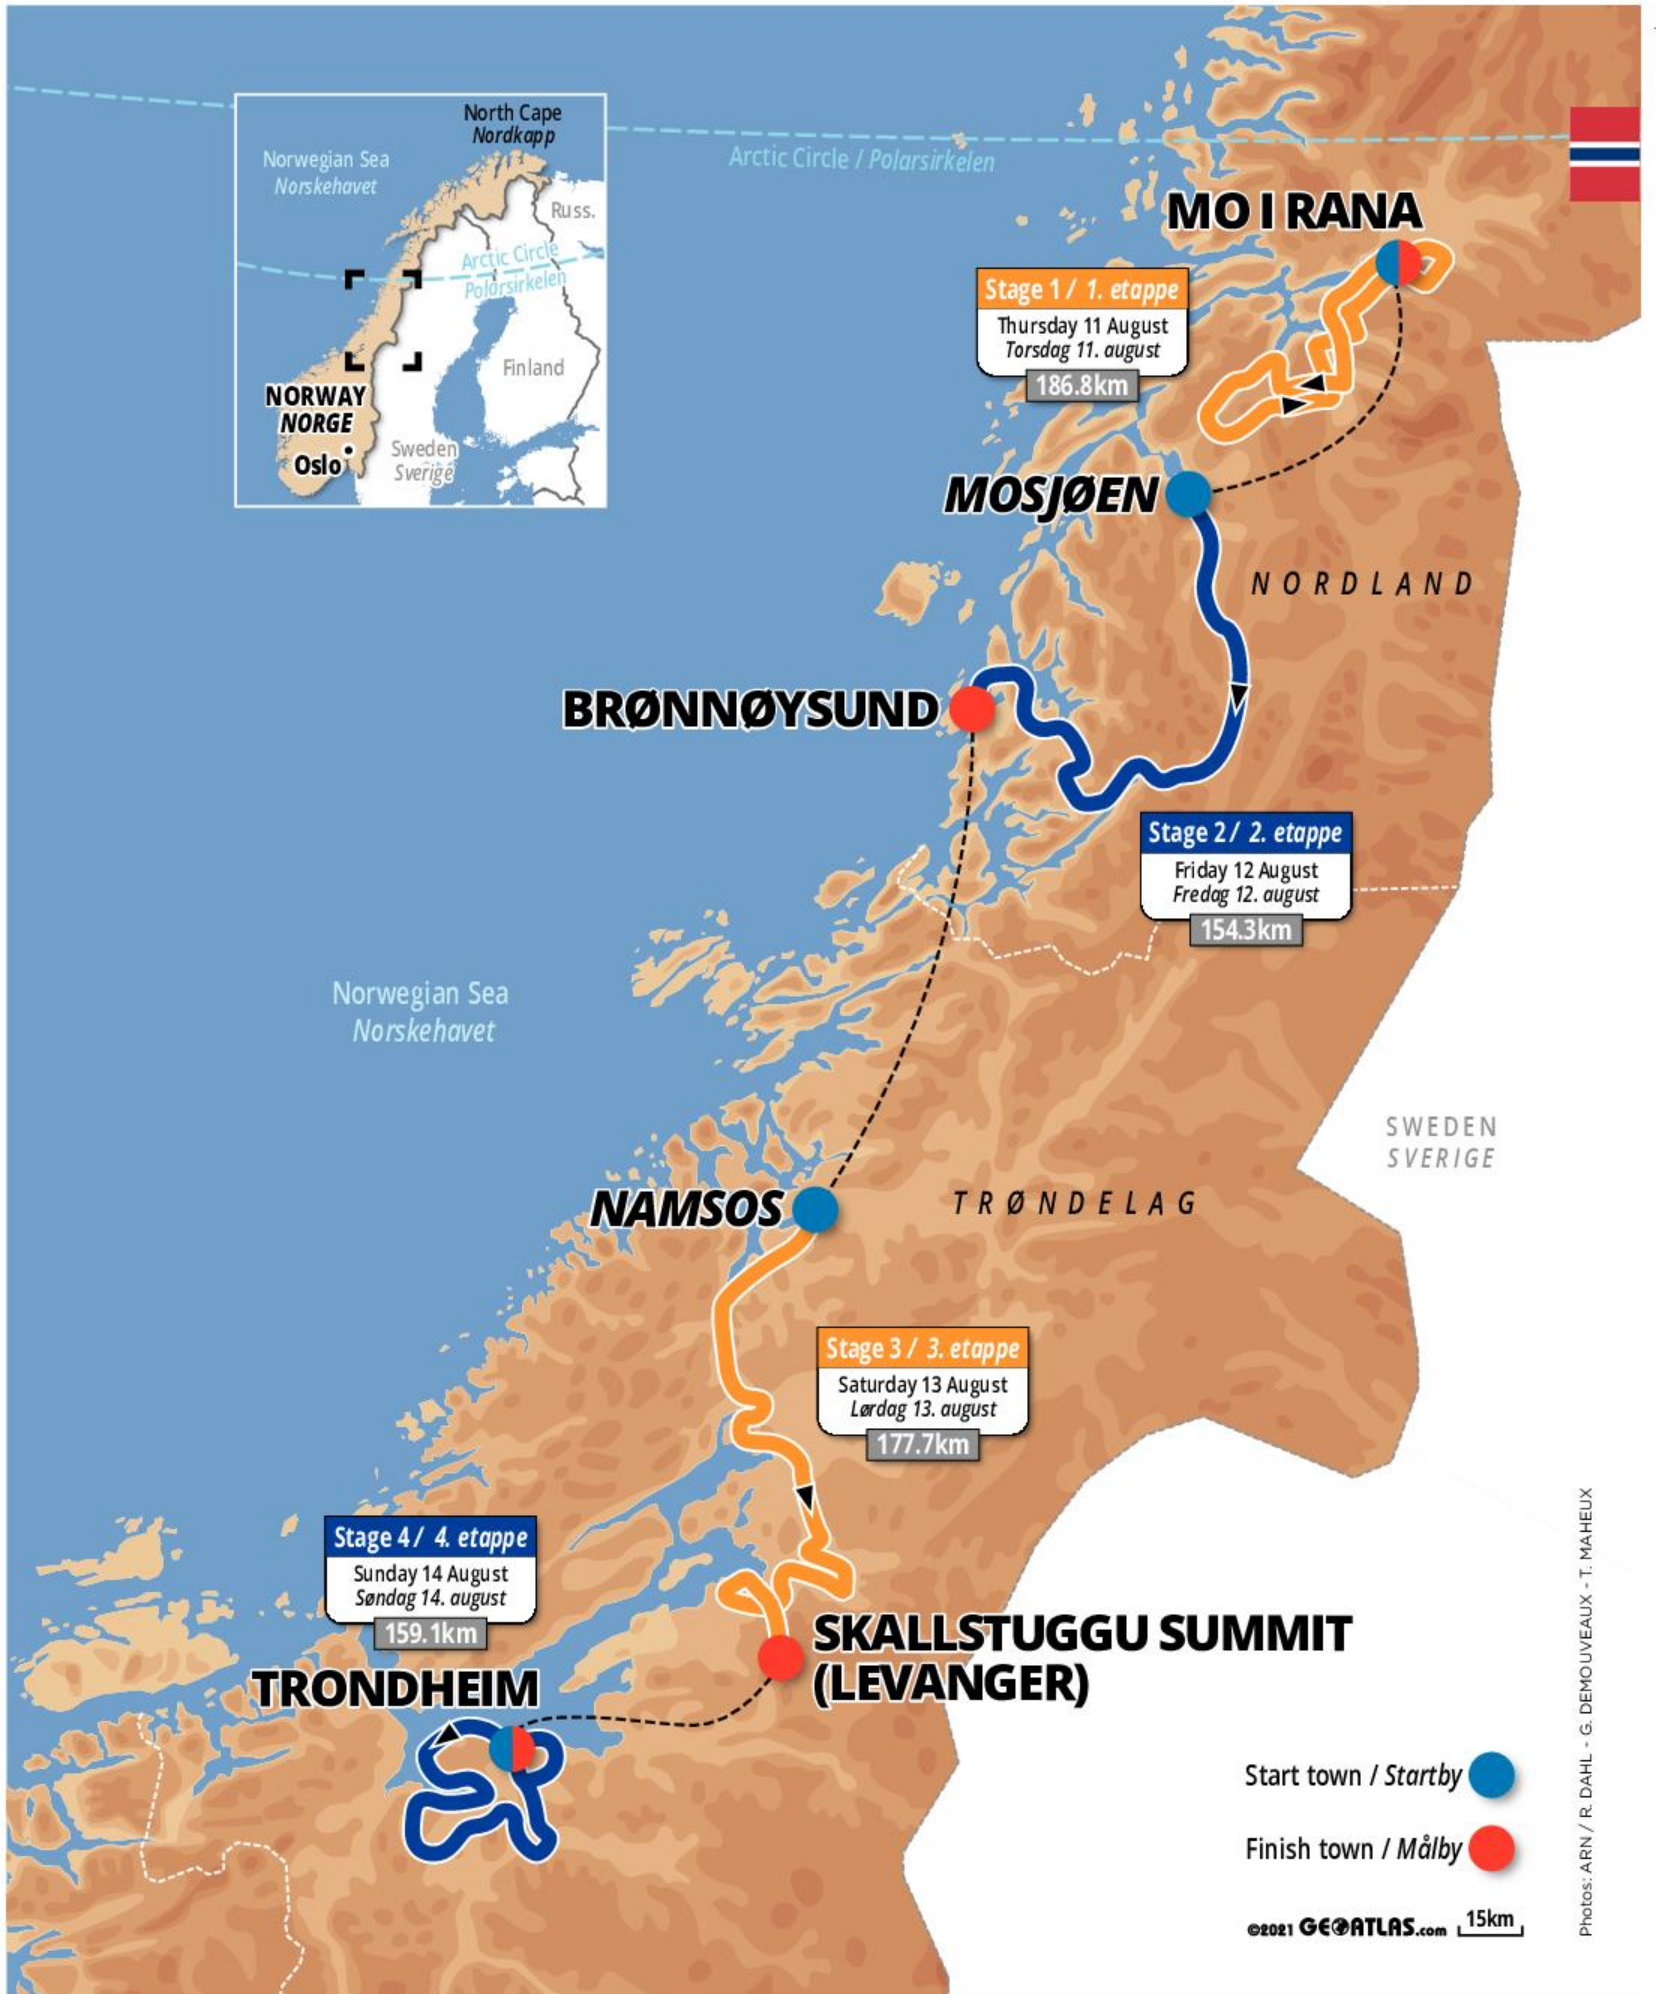 North Cape
Nordkapp
Norwegian Sea
Norskehavet
Russ.
Arctic Circle
Polarsirkelen
Finland
NORWAY
NORGE
Oslo
Sweden
Sverige
Arctic Circle / Polarsirkelen
MO I RANA
Stage 1 / 1. etappe
Thursday 11 August
Torsdag 11. august
186.8km
MOSJØEN
NORDLAND
BRØNNØYSUND
Stage 2 / 2. etappe
Friday 12 August
Fredag 12. august
154.3km
Norwegian Sea
Norskehavet
SWEDEN
SVERIGE
NAMSOS
TRØNDELAG
Stage 3 / 3. etappe
Saturday 13 August
Lørdag 13. august
177.7km
Stage 4 / 4. etappe
Sunday 14 August
Søndag 14. august
159.1km
TRONDHEIM
SKALLSTUGGU SUMMIT
(LEVANGER)
Start town / Startby
Finish town / Målby
©2021 GEOATLAS.com
15km
Photos: ARN / R. DAHL - G. DEMOUVEAUX - T. MAHEUX